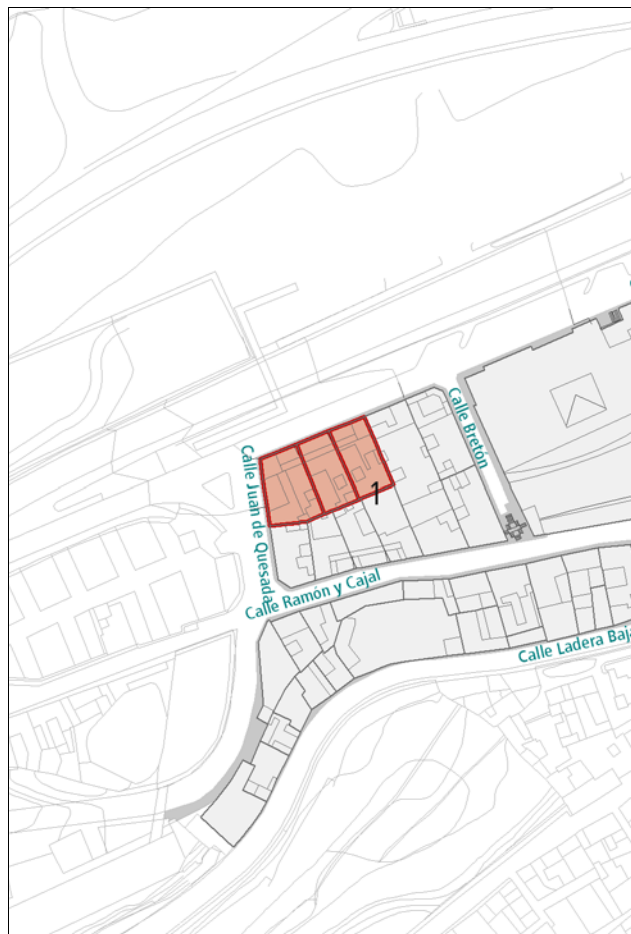 Calle Bretón
Calle Juan de Quesada
1
Calle Ramón y Cajal
Calle Ladera Baja